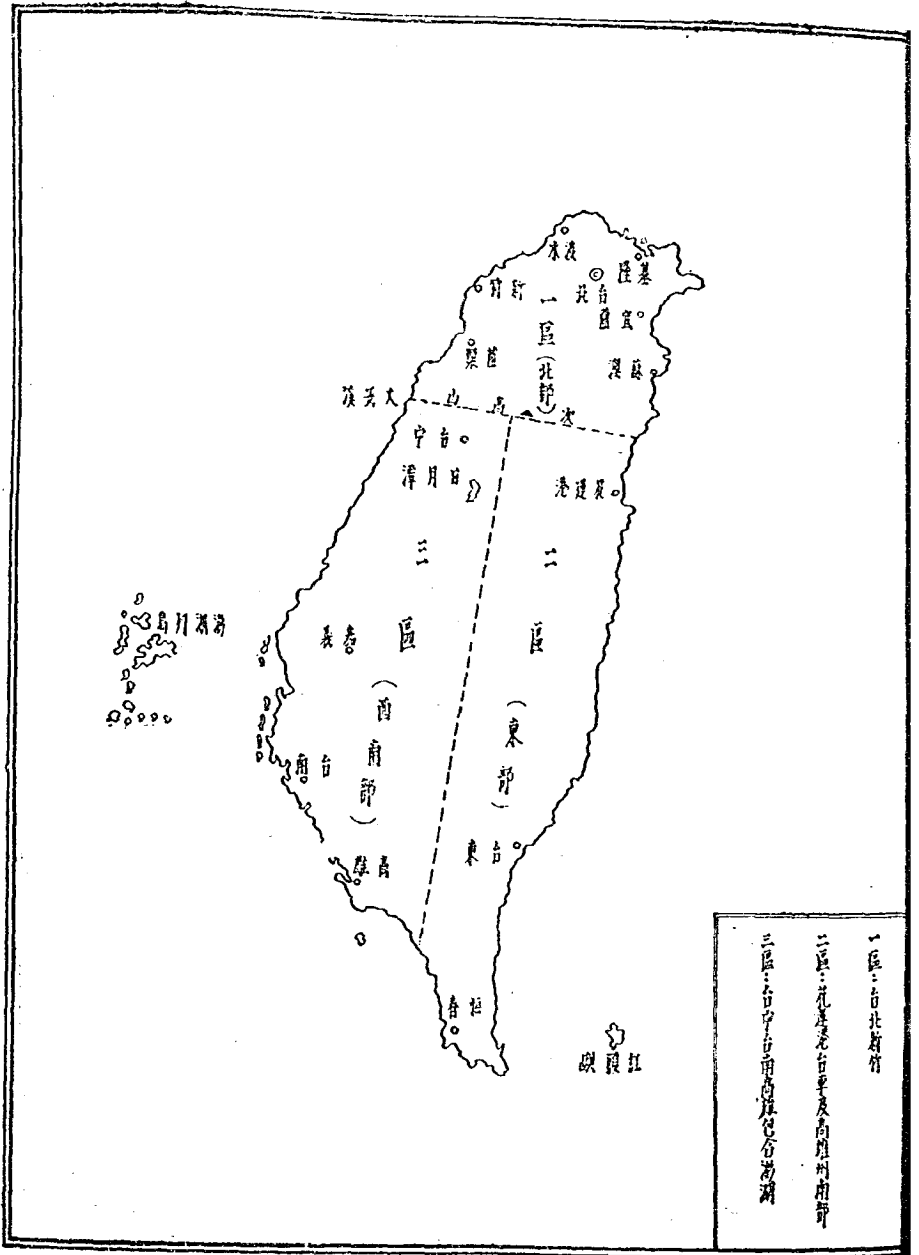 淡水
基隆
台北
新竹
宜蘭
一區(北部)
苗栗
蘇澳
大安溪
次高山
台中
日月潭
花蓮港
二區(東部)
三區(西南部)
澎湖列島
嘉義
台南
台東
高雄
恒春
紅頭嶼
一區：台北新竹
二區：花蓮港台東及高雄州南部
三區：台中台南高雄包含澎湖